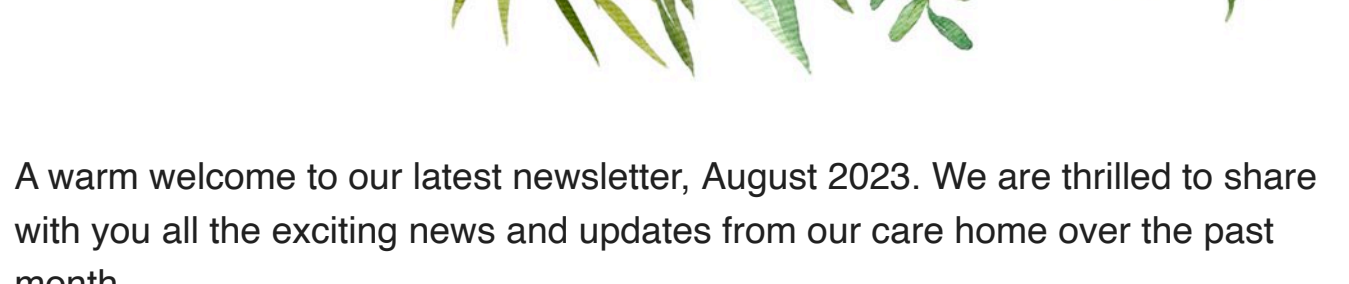 A warm welcome to our latest newsletter, August 2023. We are thrilled to share
with you all the exciting news and updates from our care home over the past
month